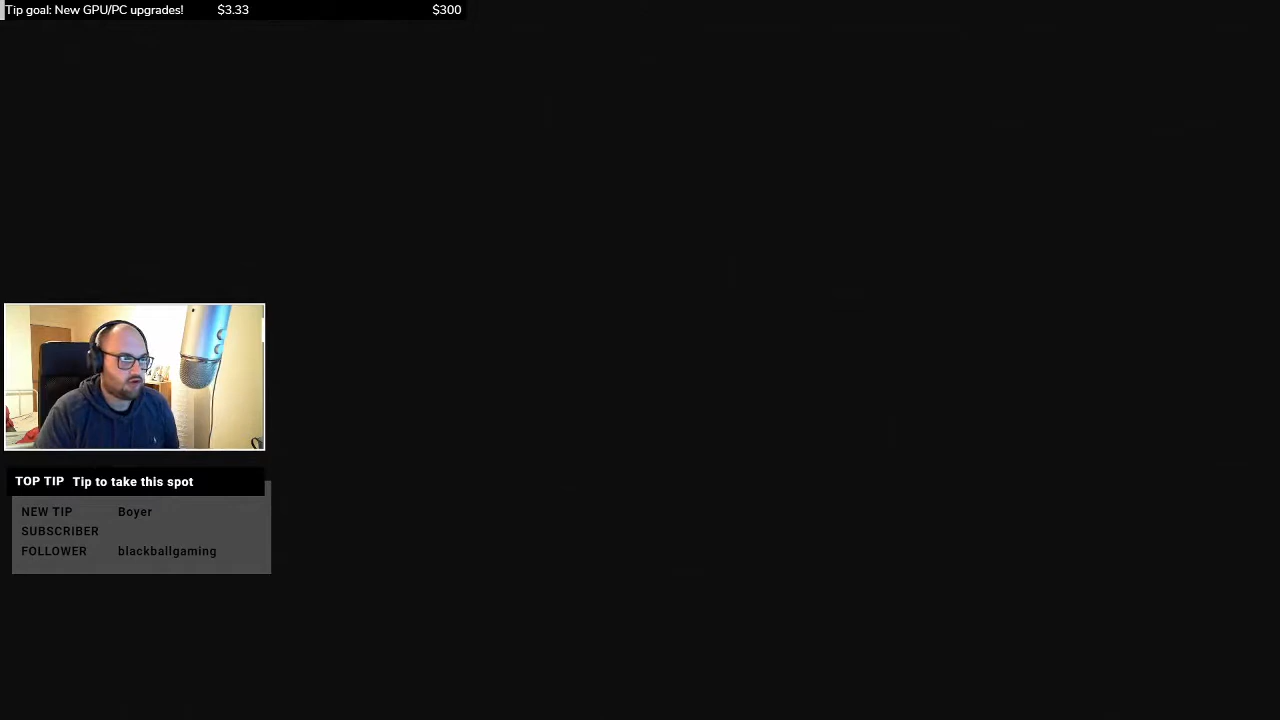 Tip goal: New GPU/PC upgrades! $3.33 $300
TOP TIP Tip to take this spot
NEW TIP Boyer
SUBSCRIBER
FOLLOWER blackballgaming